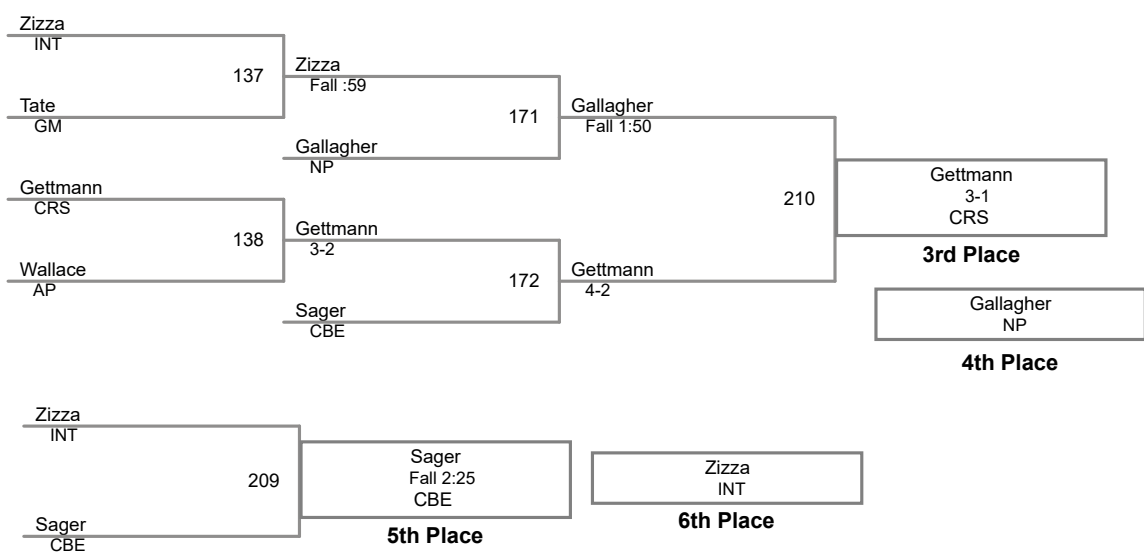 Zizza
INT
137
Zizza
Fall :59
Tate
GM
171
Gallagher
Fall 1:50
Gallagher
NP
Gettmann
CRS
210
Gettmann
3-1
CRS
3rd Place
138
Gettmann
3-2
Wallace
AP
172
Gettmann
4-2
Sager
CBE
Gallagher
NP
4th Place
Zizza
INT
209
Sager
Fall 2:25
CBE
5th Place
Zizza
INT
6th Place
Sager
CBE